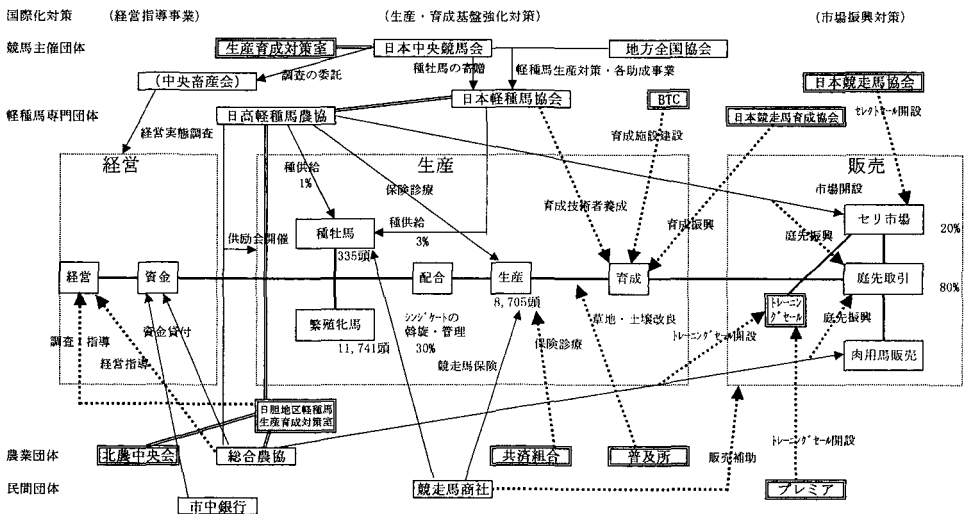 国際化対策 (経営指導事業) (生産・育成基盤強化対策) (市場振興対策)
競馬主催団体 生産育成対策室 日本中央競馬会 地方全国協会
調査の委託 種牡馬の寄贈 軽種馬生産対策・各助成事業
(中央畜産会) 日本軽種馬協会 BTC 日本競走馬協会
軽種馬専門団体 日高軽種馬農協 日本競走馬育成協会 セレクトセール開設
経営実態調査 育成施設建設
経営 生産 販売
種供給
1%
保険診療
市場開設
育成技術者養成 育成振興
種牡馬
335頭
種供給
3%
セリ市場
20%
供励会開催
庭先振興
経営 資金 配合 生産 育成 庭先取引
8,705頭
80%
繁殖牝馬
11,741頭
シンジケートの
斡旋・管理
30%
草地・土壌改良
トレーニン
グセール
庭先振興
調査・指導 資金貸付 経営指導 競走馬保険 保険診療 トレーニングセール開設
肉用馬販売
日胆地区軽種馬
生産育成対策室
農業団体 北農中央会 総合農協 共済組合 普及所 販売補助 トレーニングセール開設
民間団体 市中銀行 競走馬商社 プレミア